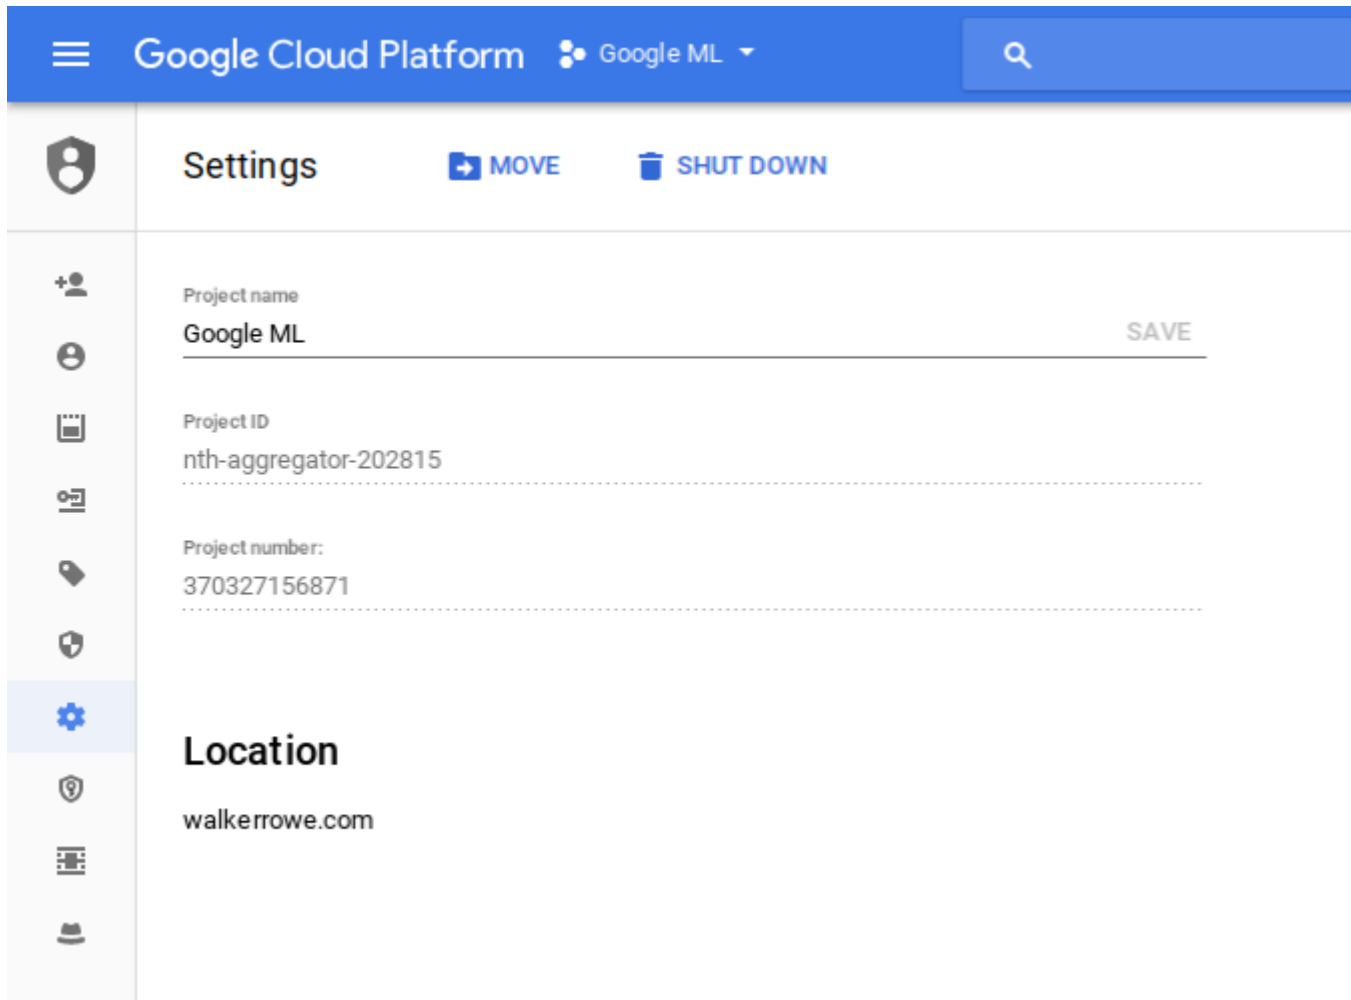 Google Cloud Platform Google ML
Settings MOVE SHUT DOWN
Project name
Google ML SAVE
Project ID
nth-aggregator-202815
Project number:
370327156871
Location
walkerrowe.com